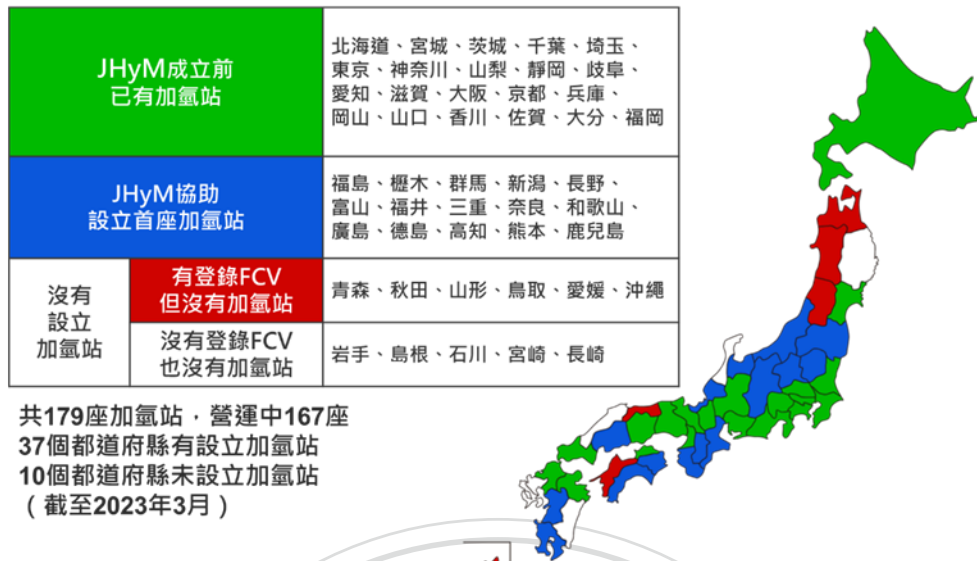 JHyM成立前
已有加氫站
北海道、宮城、茨城、千葉、埼玉、
東京、神奈川、山梨、靜岡、歧阜、
愛知、滋賀、大阪、京都、兵庫、
岡山、山口、香川、佐賀、大分、福岡
JHyM協助
設立首座加氫站
福島、櫪木、群馬、新潟、長野、
富山、福井、三重、奈良、和歌山、
廣島、德島、高知、熊本、鹿兒島
沒有
設立
加氫站
有登錄FCV
但沒有加氫站
青森、秋田、山形、鳥取、愛媛、沖繩
沒有登錄FCV
也沒有加氫站
岩手、島根、石川、宮崎、長崎
共179座加氫站，營運中167座
37個都道府縣有設立加氫站
10個都道府縣未設立加氫站
（截至2023年3月）